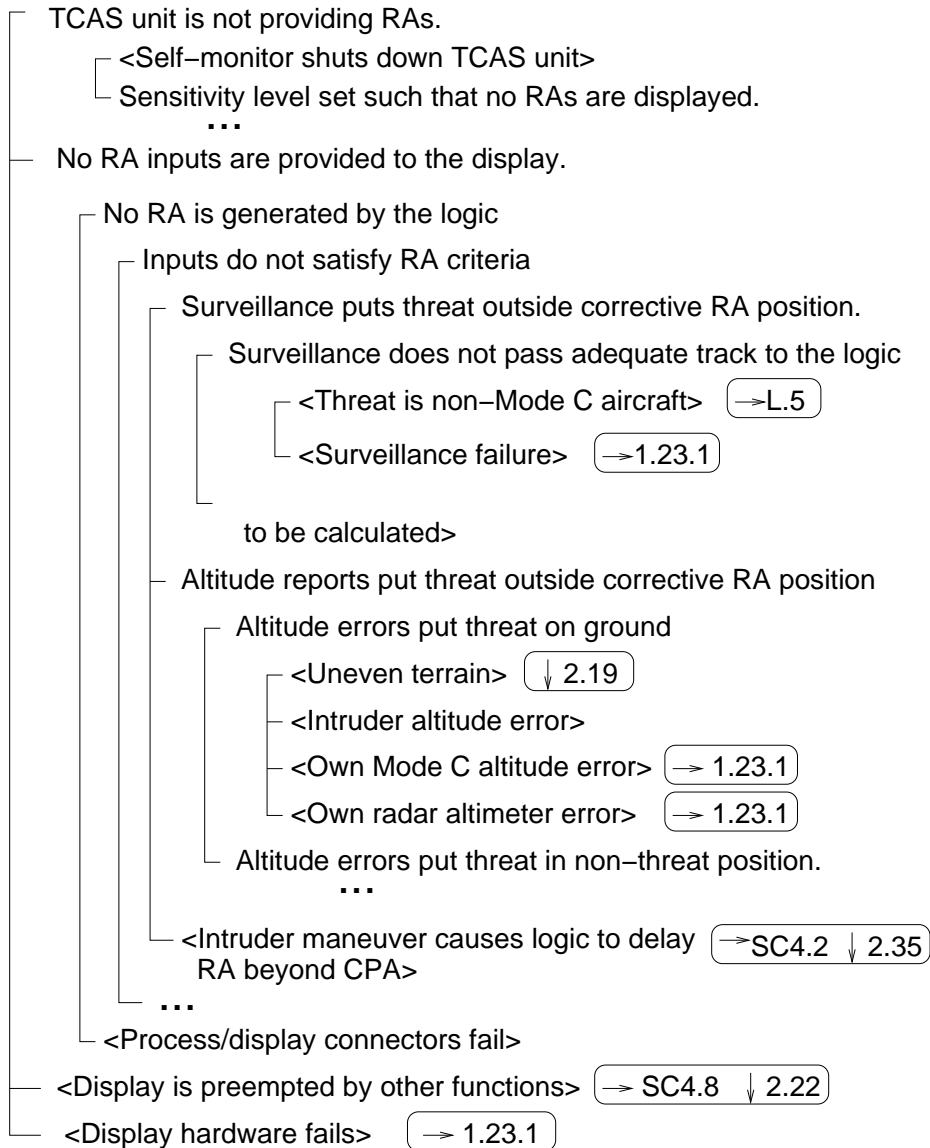 TCAS unit is not providing RAs.
<Self−monitor shuts down TCAS unit>
Sensitivity level set such that no RAs are displayed.
...
No RA inputs are provided to the display.
No RA is generated by the logic
Inputs do not satisfy RA criteria
Surveillance puts threat outside corrective RA position.
Surveillance does not pass adequate track to the logic
<Threat is non−Mode C aircraft> →L.5
<Surveillance failure> →1.23.1
to be calculated>
Altitude reports put threat outside corrective RA position
Altitude errors put threat on ground
<Uneven terrain> ↓ 2.19
<Intruder altitude error>
<Own Mode C altitude error> → 1.23.1
<Own radar altimeter error> → 1.23.1
Altitude errors put threat in non−threat position.
...
<Intruder maneuver causes logic to delay →SC4.2 ↓ 2.35
RA beyond CPA>
...
<Process/display connectors fail>
<Display is preempted by other functions> → SC4.8 ↓ 2.22
<Display hardware fails> → 1.23.1